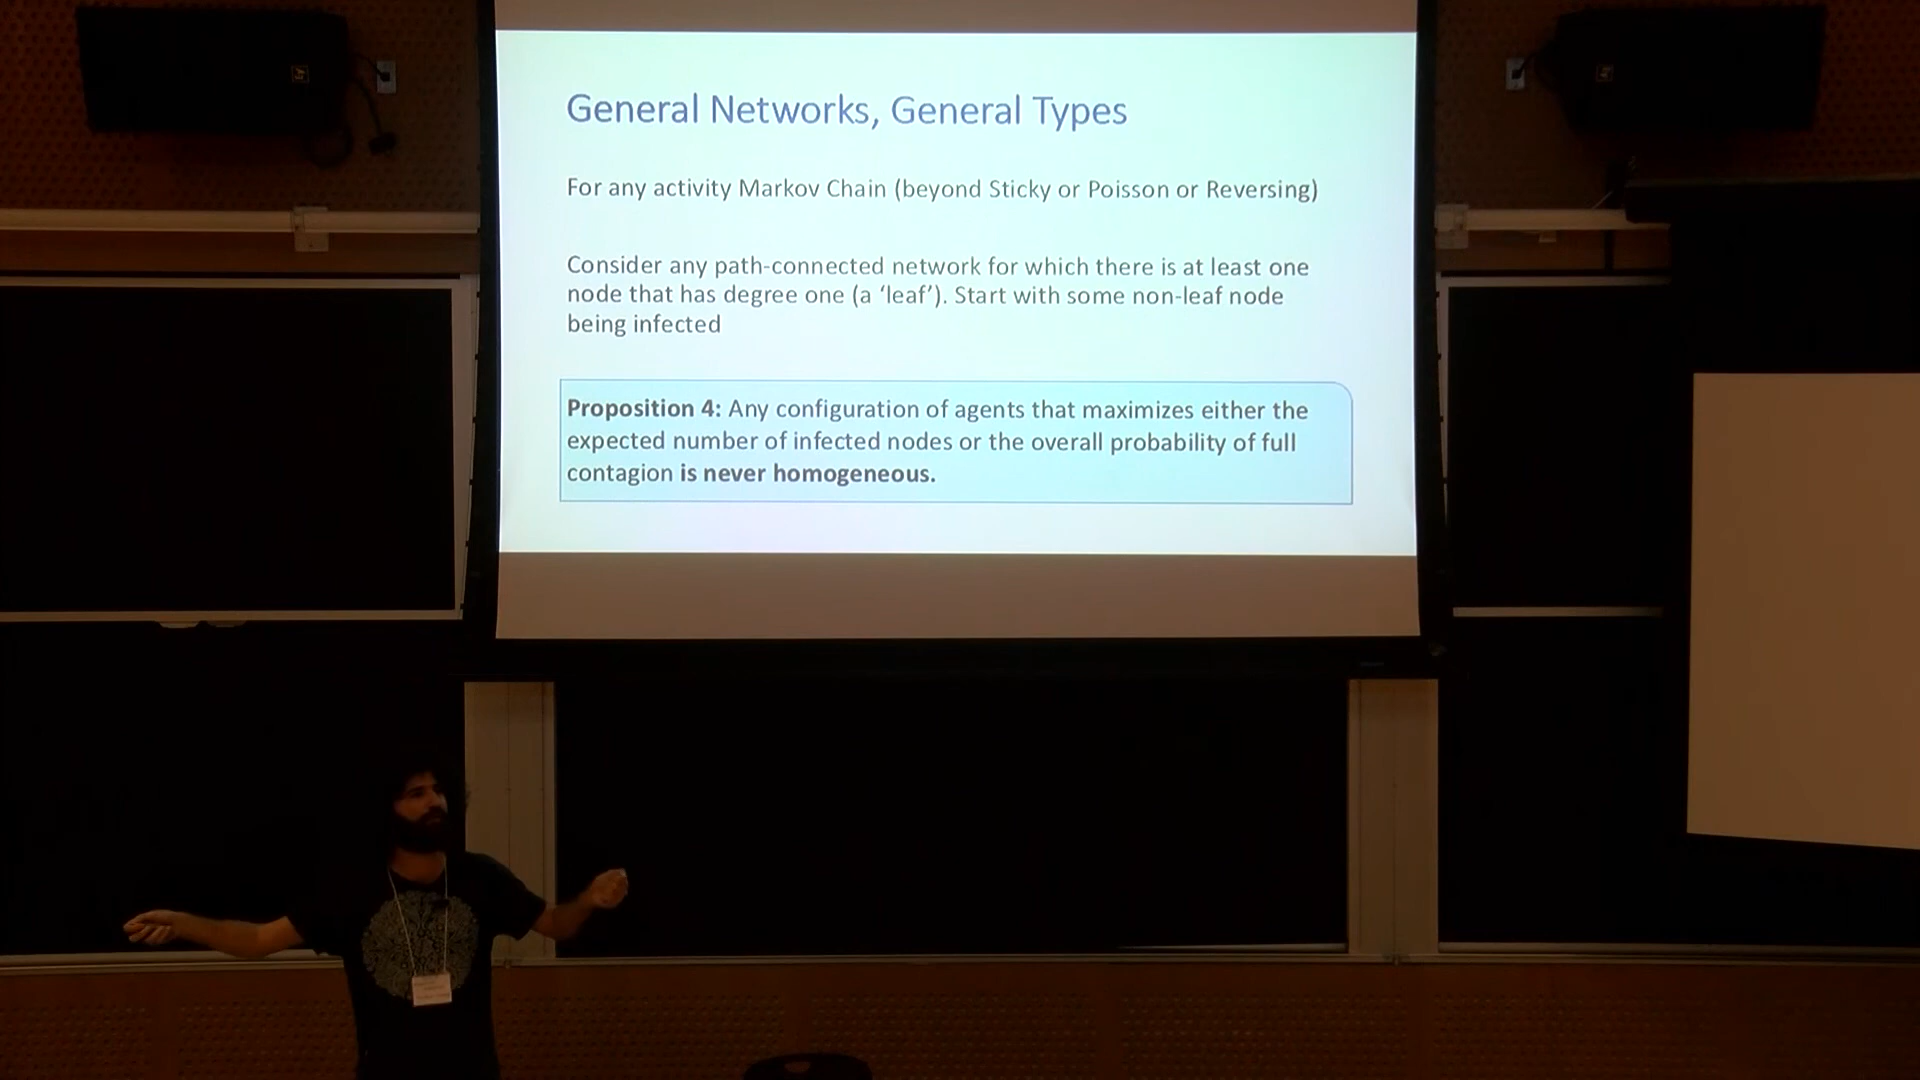 General Networks, General Types
For any activity Markov Chain (beyond Sticky or Poisson or Reversing)
Consider any path-connected network for which there is at least one
node that has degree one (a ‘leaf’). Start with some non-leaf node
being infected
Proposition 4: Any configuration of agents that maximizes either the
expected number of infected nodes or the overall probability of full
contagion is never homogeneous.